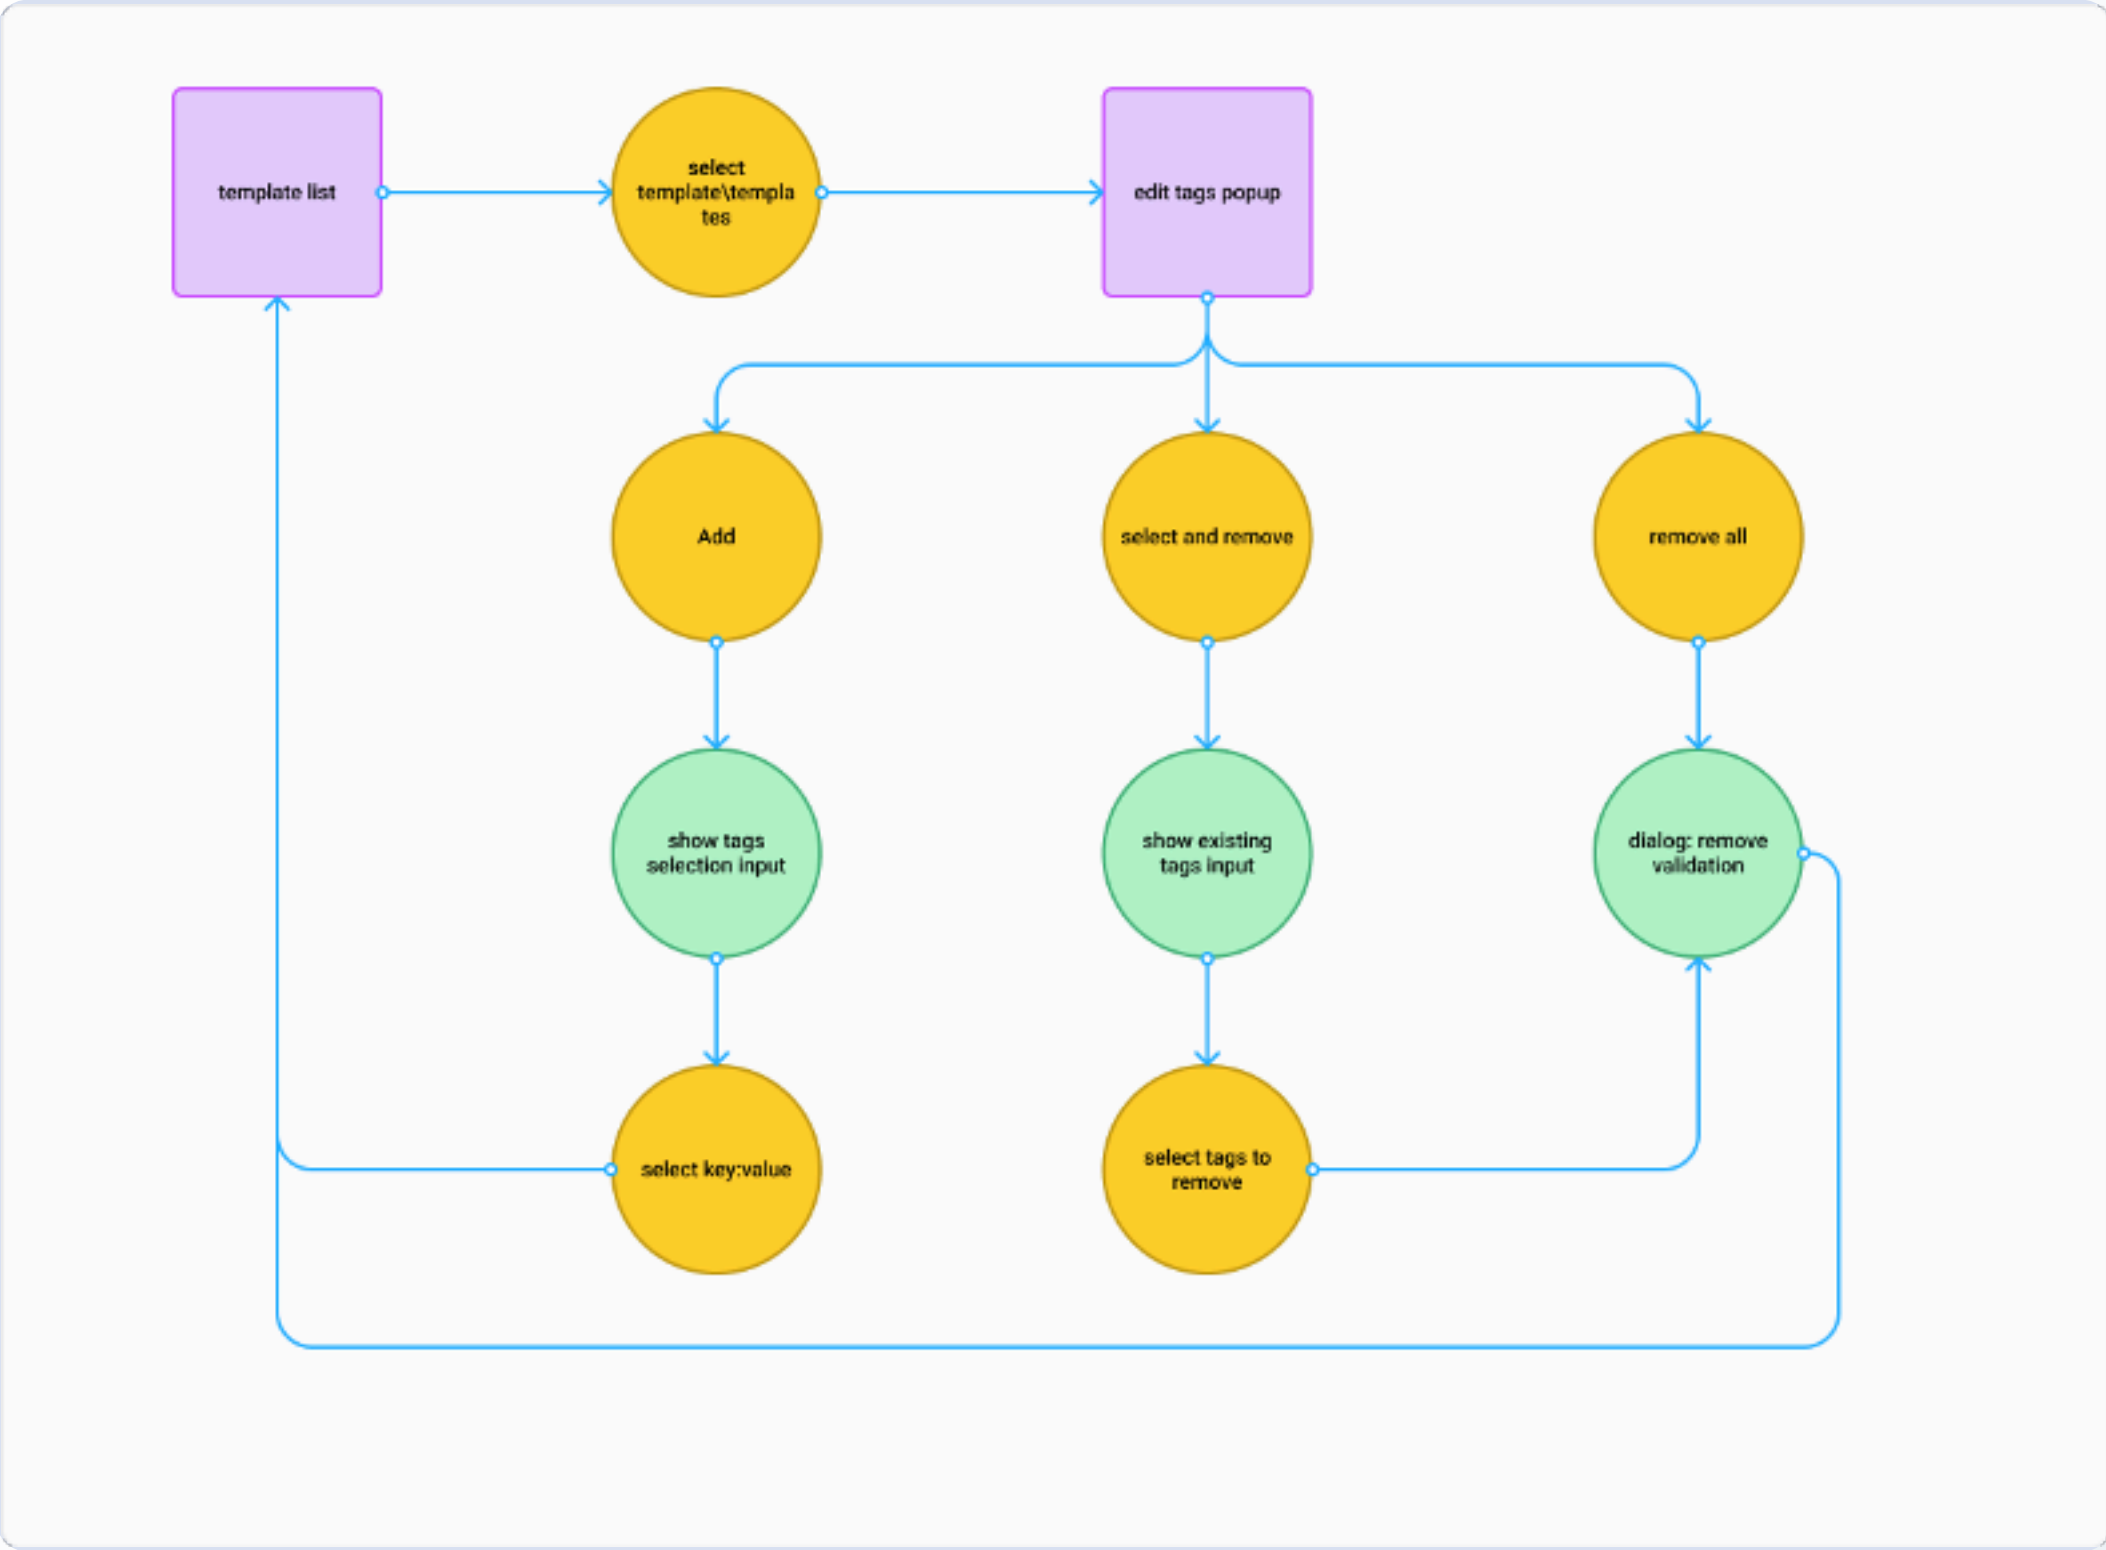 template list
select
template\templa
tes
edit tags popup
Add
select and remove
remove all
show tags
selection input
show existing
tags input
dialog: remove
validation
select key:value
select tags to
remove